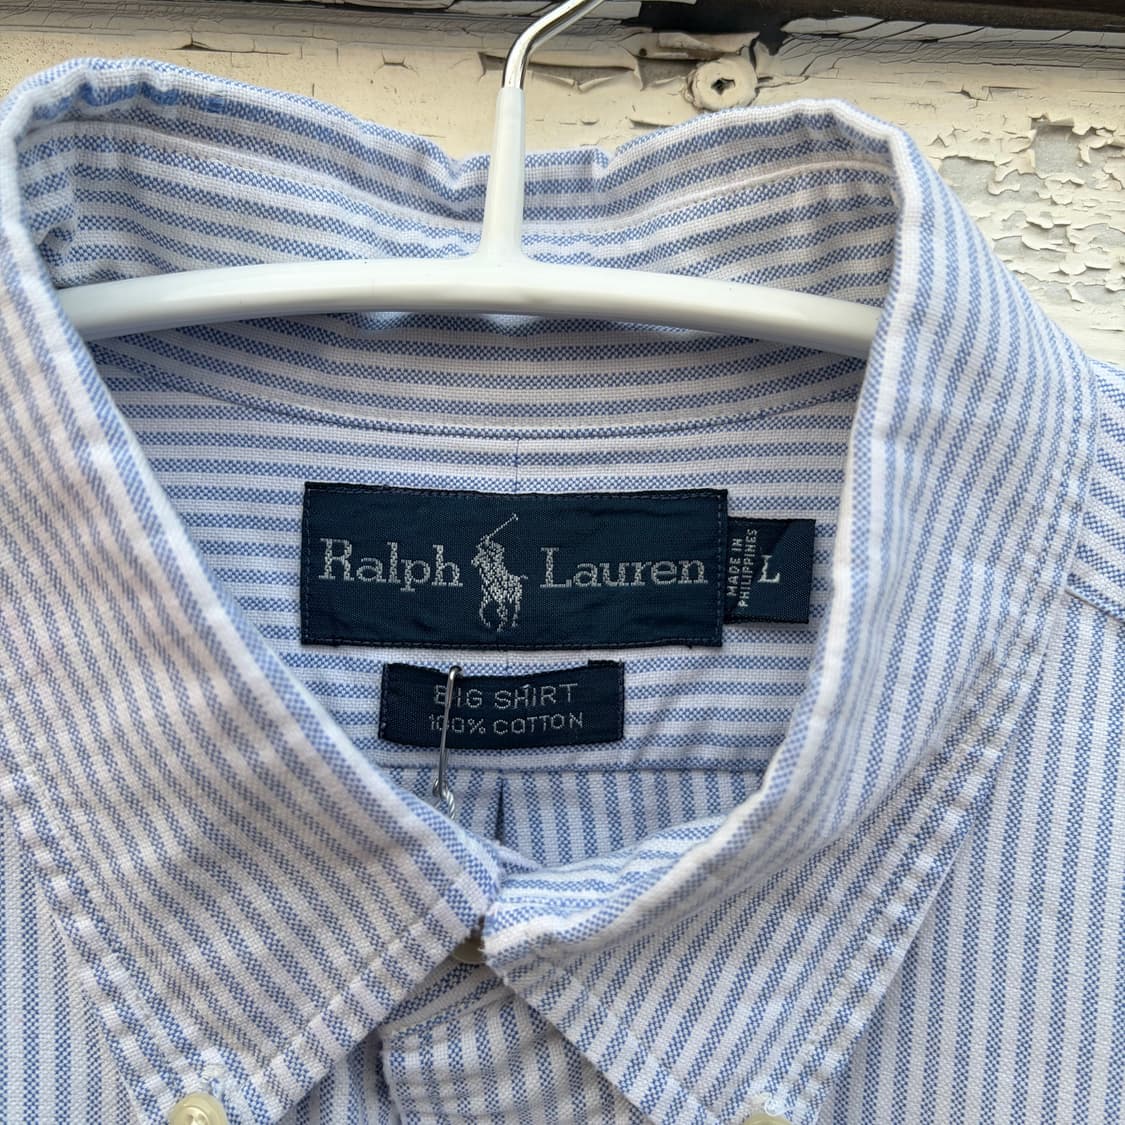 Ralph Lauren
MADE IN
PHILIPPINES
L
BIG SHIRT
100% COTTON